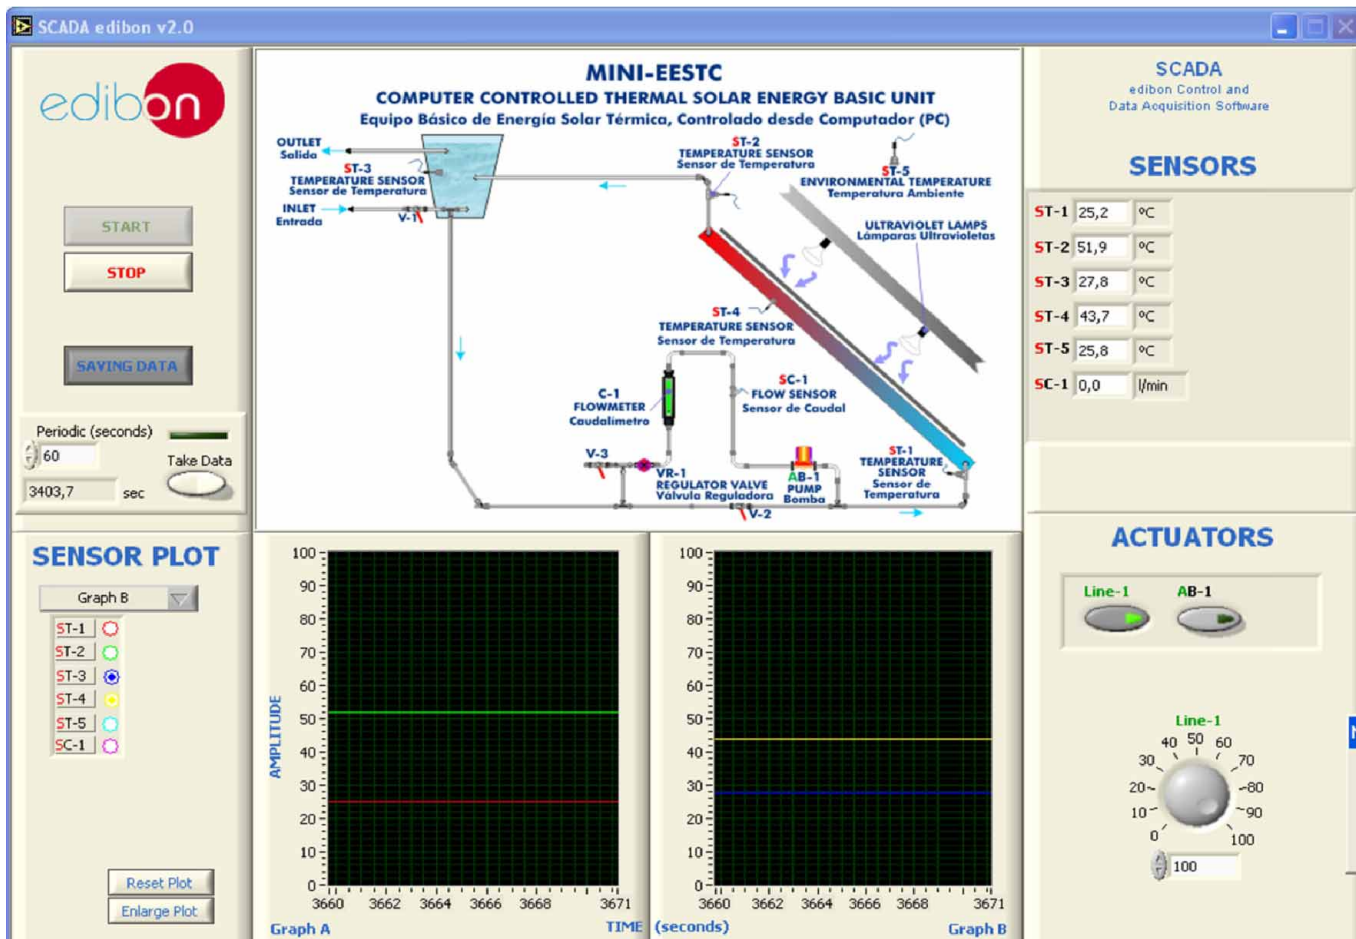 SCADA edibon v2.0
edibon
START
STOP
SAVING DATA
Periodic (seconds)
60
Take Data
3403,7 sec
MINI-EESTC
COMPUTER CONTROLLED THERMAL SOLAR ENERGY BASIC UNIT
Equipo Básico de Energía Solar Térmica, Controlado desde Computador (PC)
OUTLET
Salida
ST-3
TEMPERATURE SENSOR
Sensor de Temperatura
INLET
Entrada
V-1
ST-2
TEMPERATURE SENSOR
Sensor de Temperatura
ST-5
ENVIRONMENTAL TEMPERATURE
Temperatura Ambiente
ULTRAVIOLET LAMPS
Lámparas Ultravioletas
ST-4
TEMPERATURE SENSOR
Sensor de Temperatura
C-1
FLOWMETER
Caudalímetro
SC-1
FLOW SENSOR
Sensor de Caudal
V-3
VR-1
REGULATOR VALVE
Válvula Reguladora
AB-1
PUMP
Bomba
ST-1
TEMPERATURE
SENSOR
Sensor de
Temperatura
V-2
SCADA
edibon Control and
Data Acquisition Software
SENSORS
ST-1 25,2 ºC
ST-2 51,9 ºC
ST-3 27,8 ºC
ST-4 43,7 ºC
ST-5 25,8 ºC
SC-1 0,0 l/min
SENSOR PLOT
Graph B
ST-1
ST-2
ST-3
ST-4
ST-5
SC-1
Reset Plot
Enlarge Plot
AMPLITUDE
100
90
80
70
60
50
40
30
20
10
0
3660 3662 3664 3666 3668 3671
Graph A
TIME (seconds)
100
90
80
70
60
50
40
30
20
10
0
3660 3662 3664 3666 3668 3671
Graph B
ACTUATORS
Line-1 AB-1
Line-1
0 10 20 30 40 50 60 70 80 90 100
100